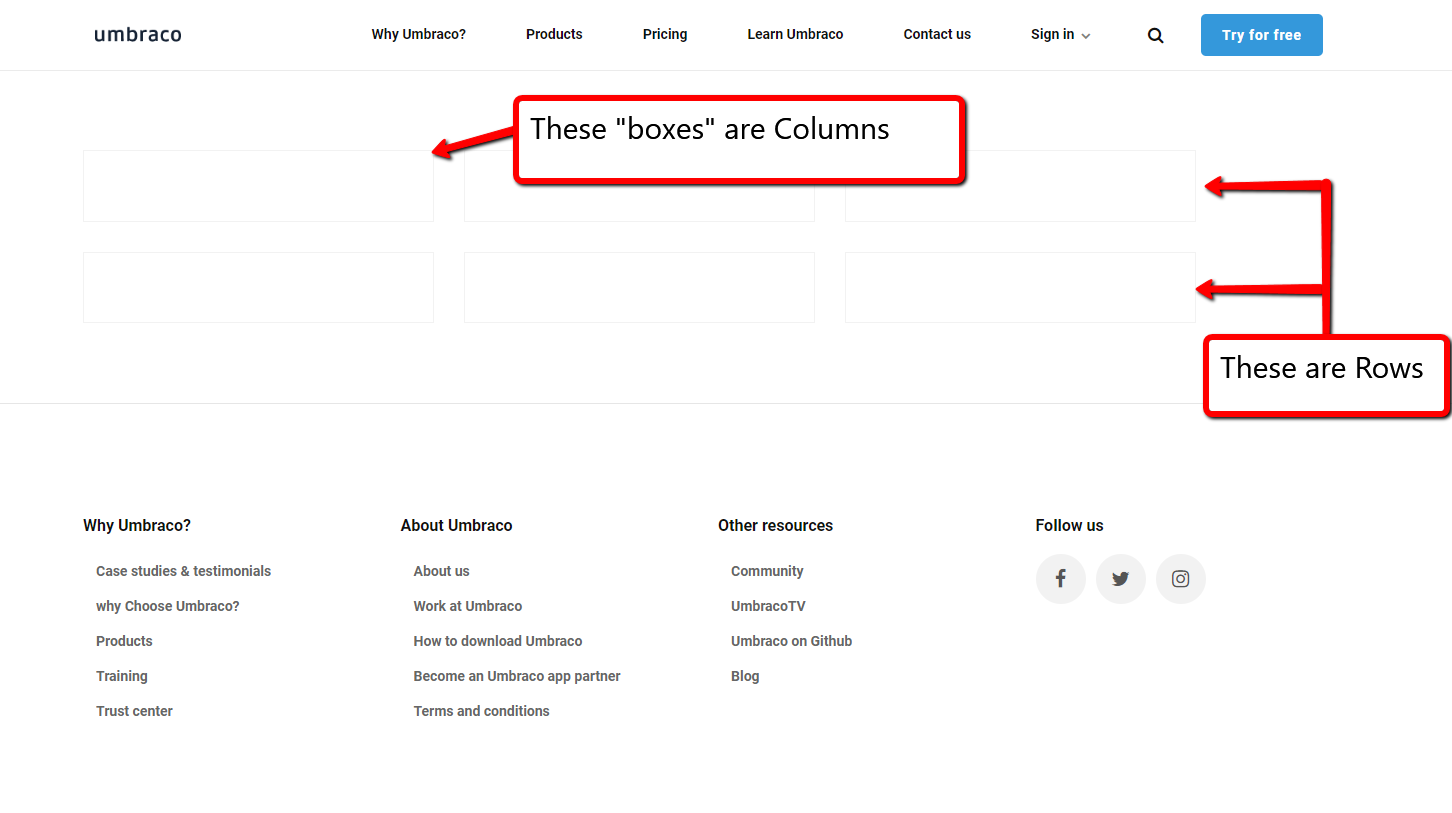 umbraco Why Umbraco? Products Pricing Learn Umbraco Contact us Sign in Try for free
These "boxes" are Columns
These are Rows
Why Umbraco?
Case studies & testimonials
why Choose Umbraco?
Products
Training
Trust center
About Umbraco
About us
Work at Umbraco
How to download Umbraco
Become an Umbraco app partner
Terms and conditions
Other resources
Community
UmbracoTV
Umbraco on Github
Blog
Follow us